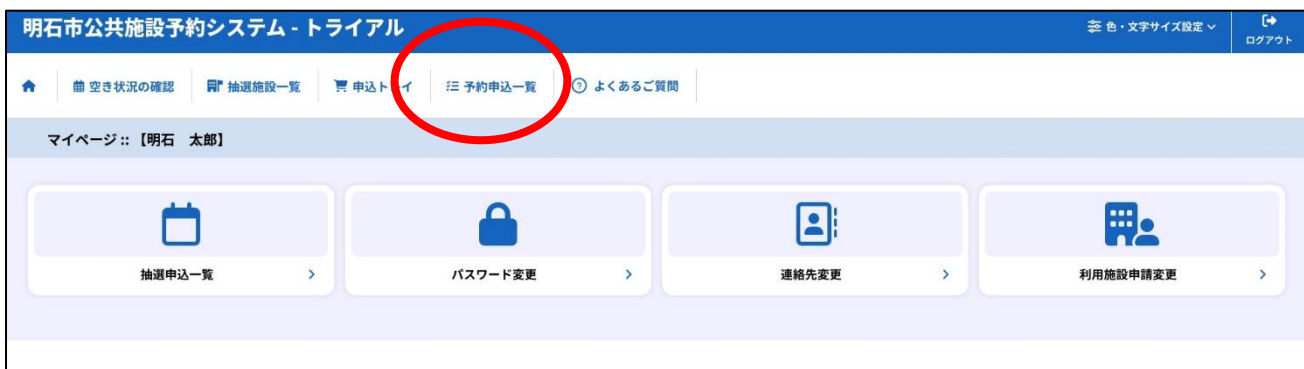 明石市公共施設予約システム - トライアル
色・文字サイズ設定
ログアウト
空き状況の確認
抽選施設一覧
申込トライ
予約申込一覧
よくあるご質問
マイページ :: 【明石 太郎】
抽選申込一覧
パスワード変更
連絡先変更
利用施設申請変更